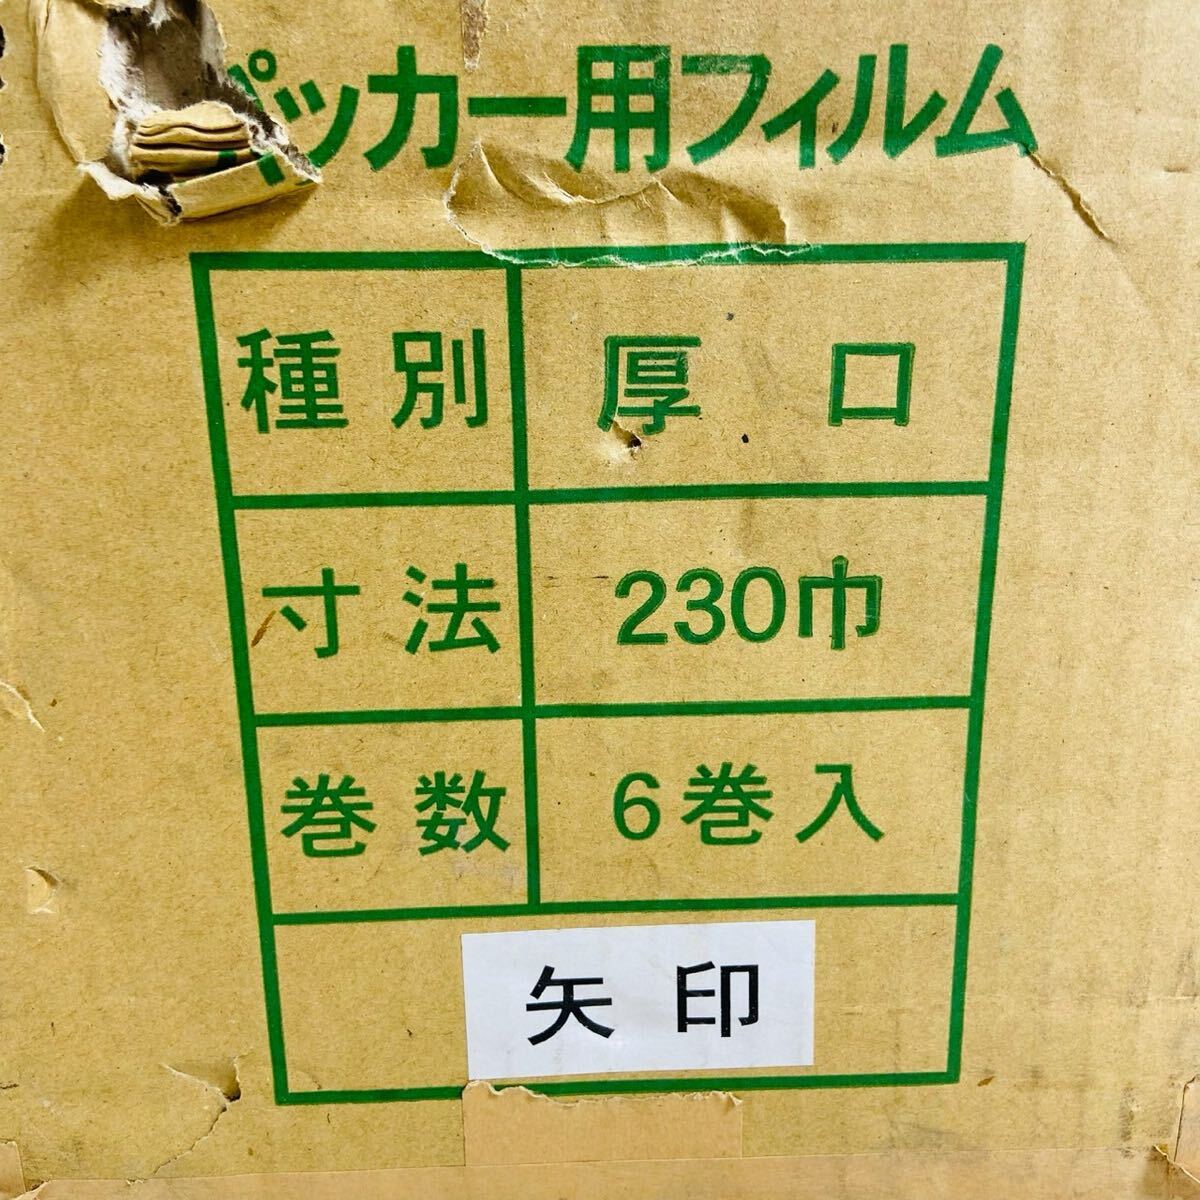 ッカー用フィルム
種別 厚口
寸法 230巾
巻数 6巻入
矢印